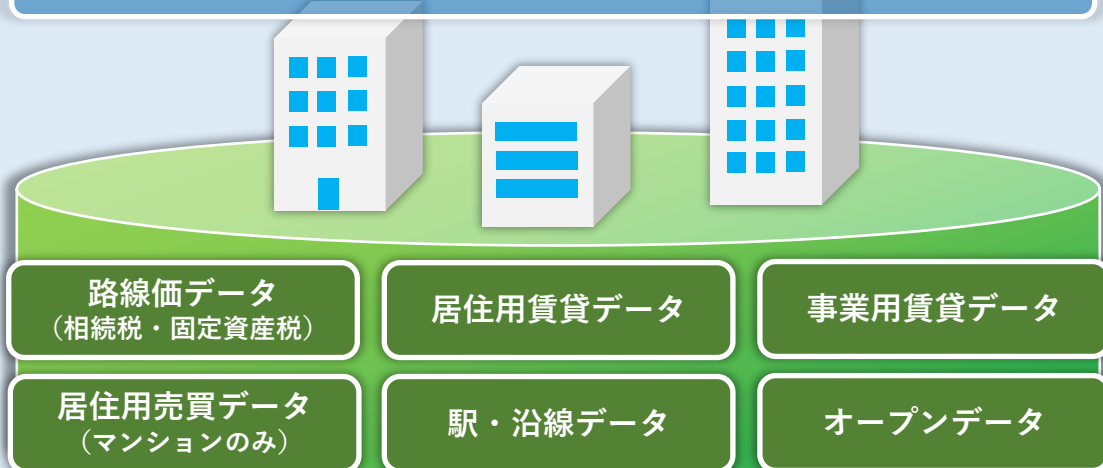 路線価データ
（相続税・固定資産税）
居住用賃貸データ
事業用賃貸データ
居住用売買データ
（マンションのみ）
駅・沿線データ
オープンデータ